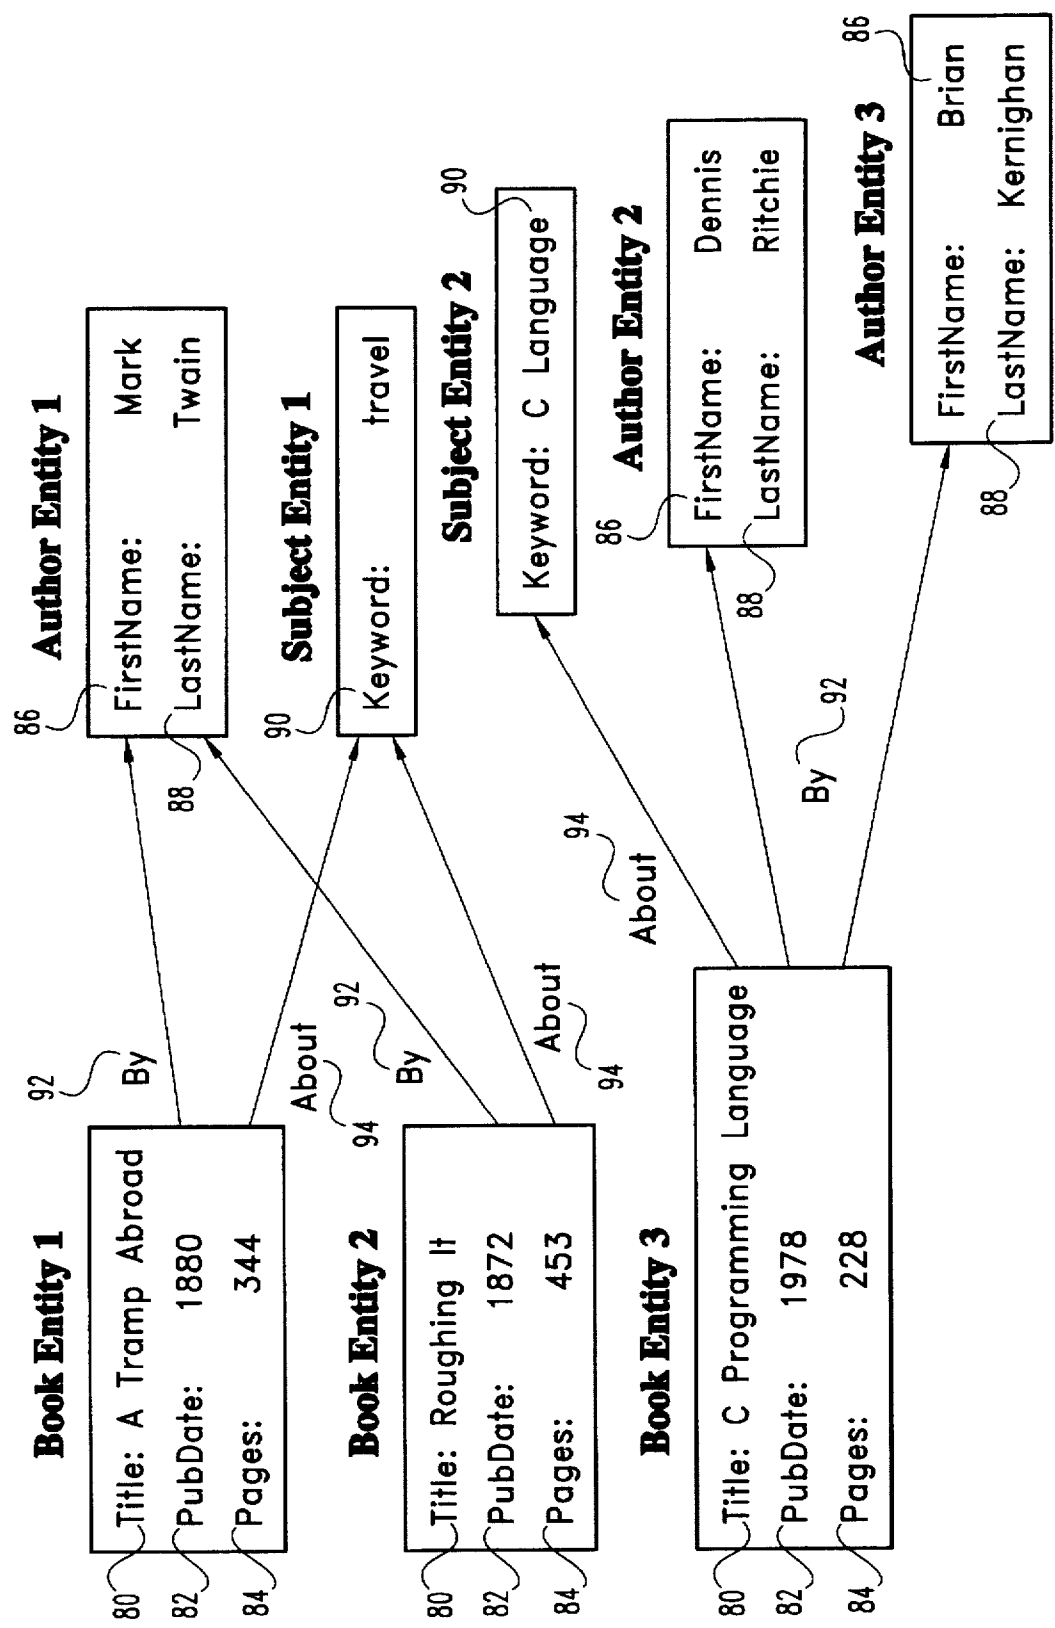 Book Entity 1
80 Title: A Tramp Abroad
82 PubDate: 1880
84 Pages: 344
92
By
About
94
Book Entity 2
80 Title: Roughing It
82 PubDate: 1872
84 Pages: 453
92
By
About
94
Book Entity 3
80 Title: C Programming Language
82 PubDate: 1978
84 Pages: 228
94
About
By 92
Author Entity 1
86
FirstName: Mark
LastName: Twain
88
Subject Entity 1
90
Keyword: travel
Subject Entity 2
90
Keyword: C Language
Author Entity 2
86
FirstName: Dennis
LastName: Ritchie
88
Author Entity 3
86
FirstName: Brian
LastName: Kernighan
88